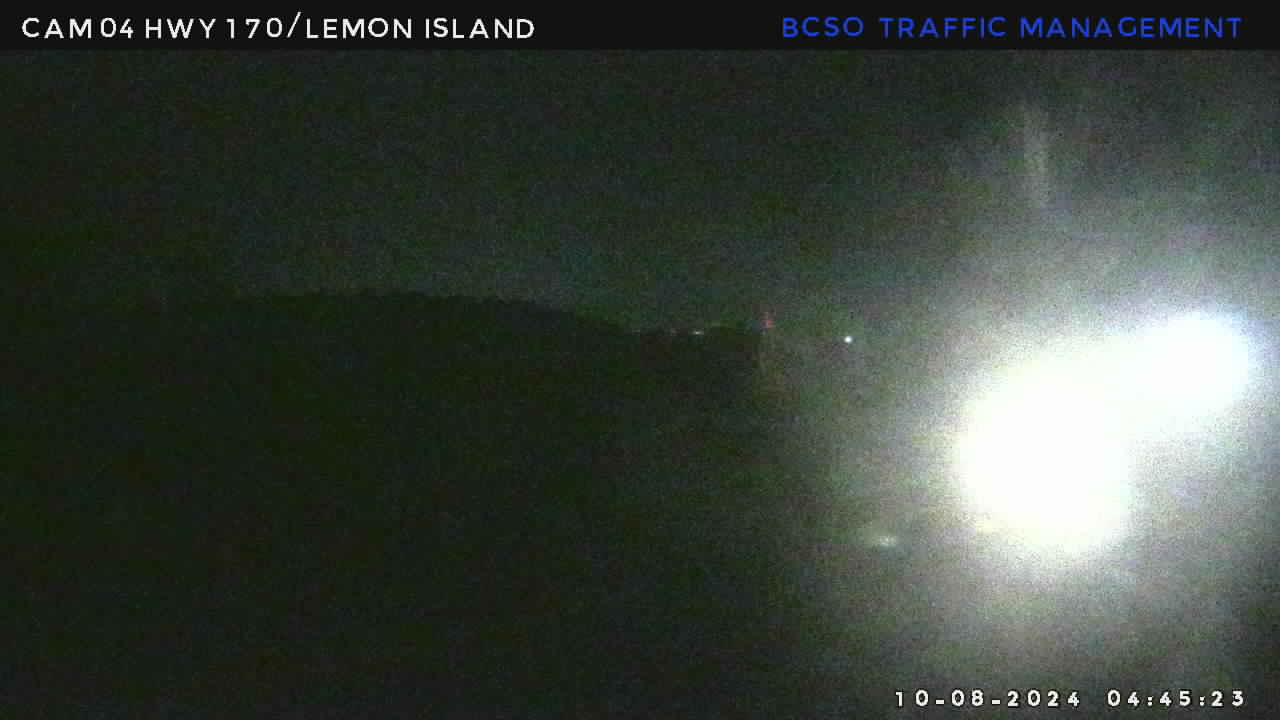 CAM04 HWY 170/LEMON ISLAND
BCSO TRAFFIC MANAGEMENT
10-08-2024 04:45:23